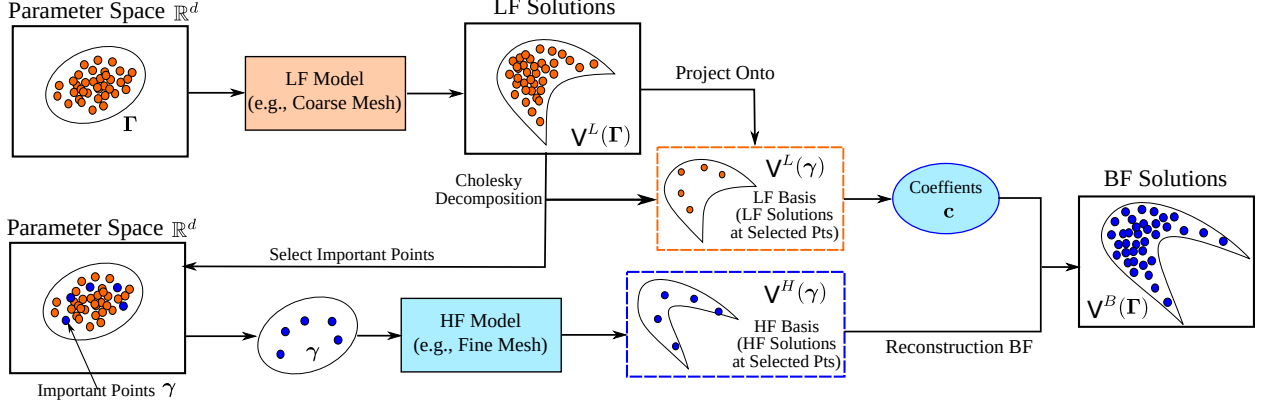 Parameter Space ℝ^d
Γ
LF Model
(e.g., Coarse Mesh)
LF Solutions
V^L(Γ)
Project Onto
Cholesky
Decomposition
V^L(γ)
LF Basis
(LF Solutions
at Selected Pts)
Coeffients
c
BF Solutions
V^B(Γ)
Select Important Points
Parameter Space ℝ^d
Important Points γ
γ
HF Model
(e.g., Fine Mesh)
V^H(γ)
HF Basis
(HF Solutions
at Selected Pts)
Reconstruction BF